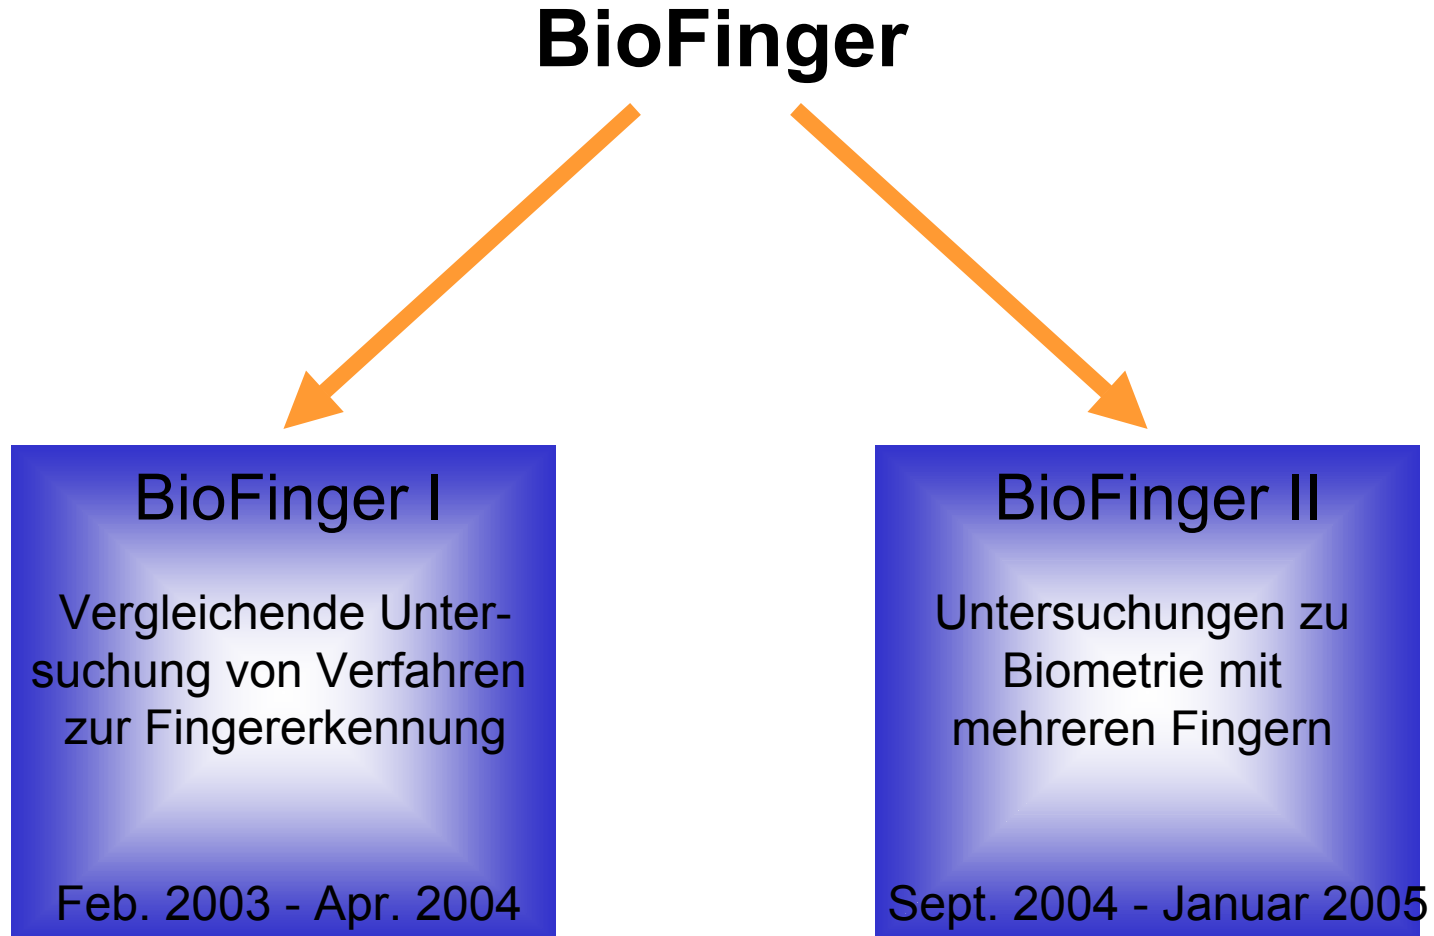 BioFinger
BioFinger I
Vergleichende Unter-
suchung von Verfahren
zur Fingererkennung
Feb. 2003 - Apr. 2004
BioFinger II
Untersuchungen zu
Biometrie mit
mehreren Fingern
Sept. 2004 - Januar 2005